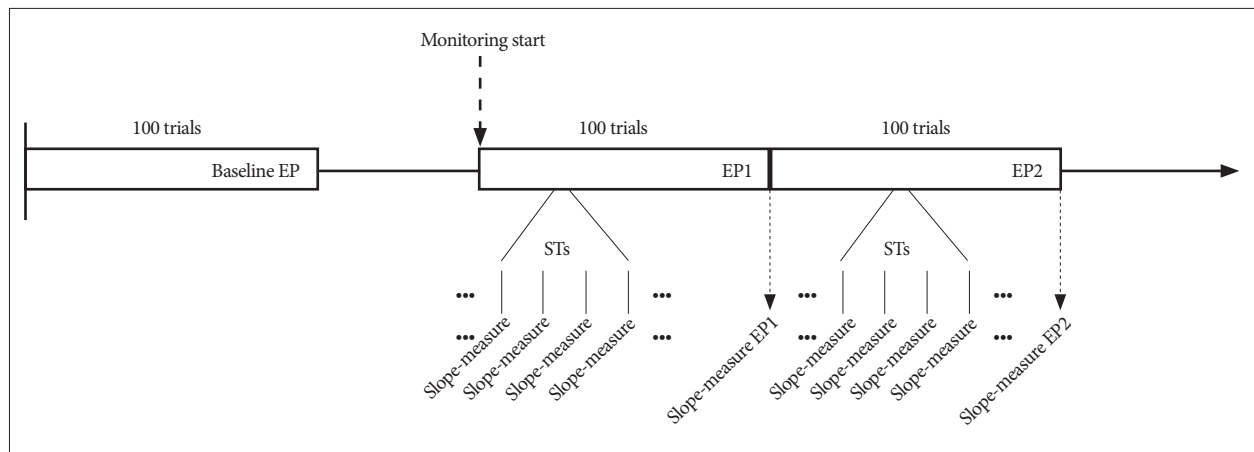 Monitoring start
100 trials
100 trials
100 trials
Baseline EP
EP1
EP2
STs
STs
•••
•••
•••
•••
•••
•••
•••
•••
Slope-measure
Slope-measure
Slope-measure
Slope-measure
Slope-measure EP1
Slope-measure
Slope-measure
Slope-measure
Slope-measure
Slope-measure EP2